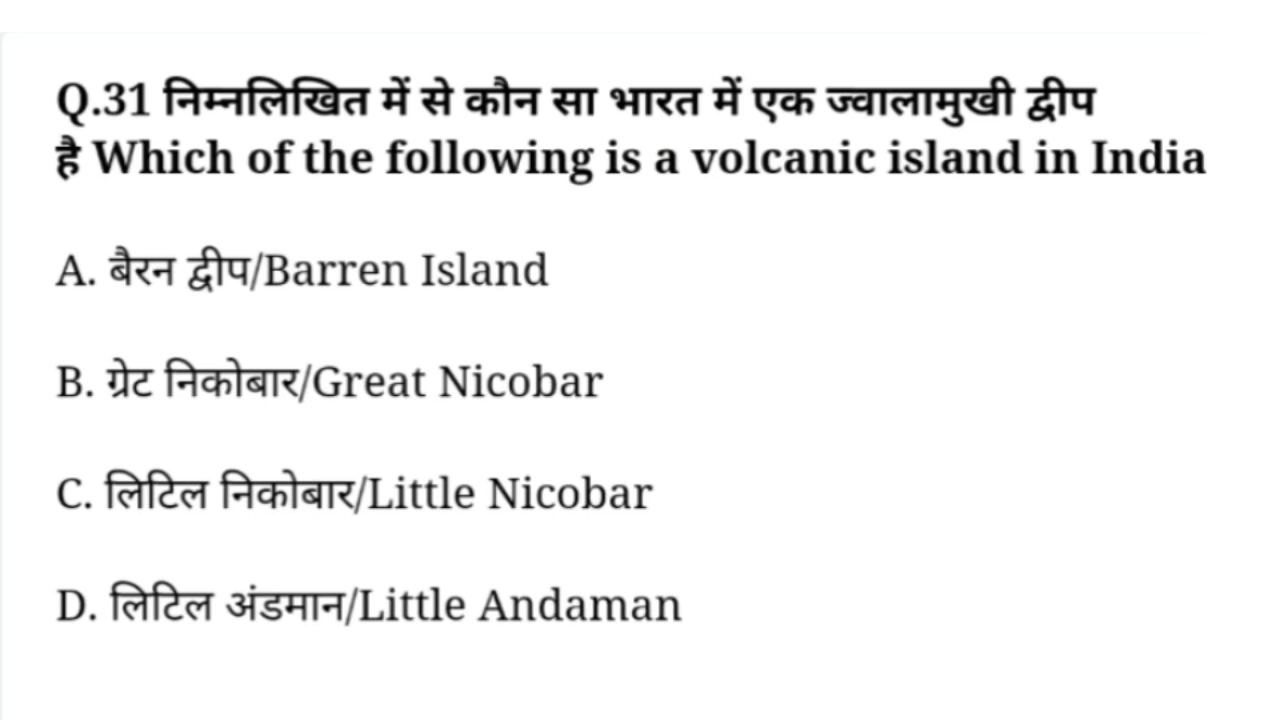 Q.31 निम्नलिखित में से कौन सा भारत में एक ज्वालामुखी द्वीप
है Which of the following is a volcanic island in India
A. बैरन द्वीप/Barren Island
B. ग्रेट निकोबार/Great Nicobar
C. लिटिल निकोबार/Little Nicobar
D. लिटिल अंडमान/Little Andaman